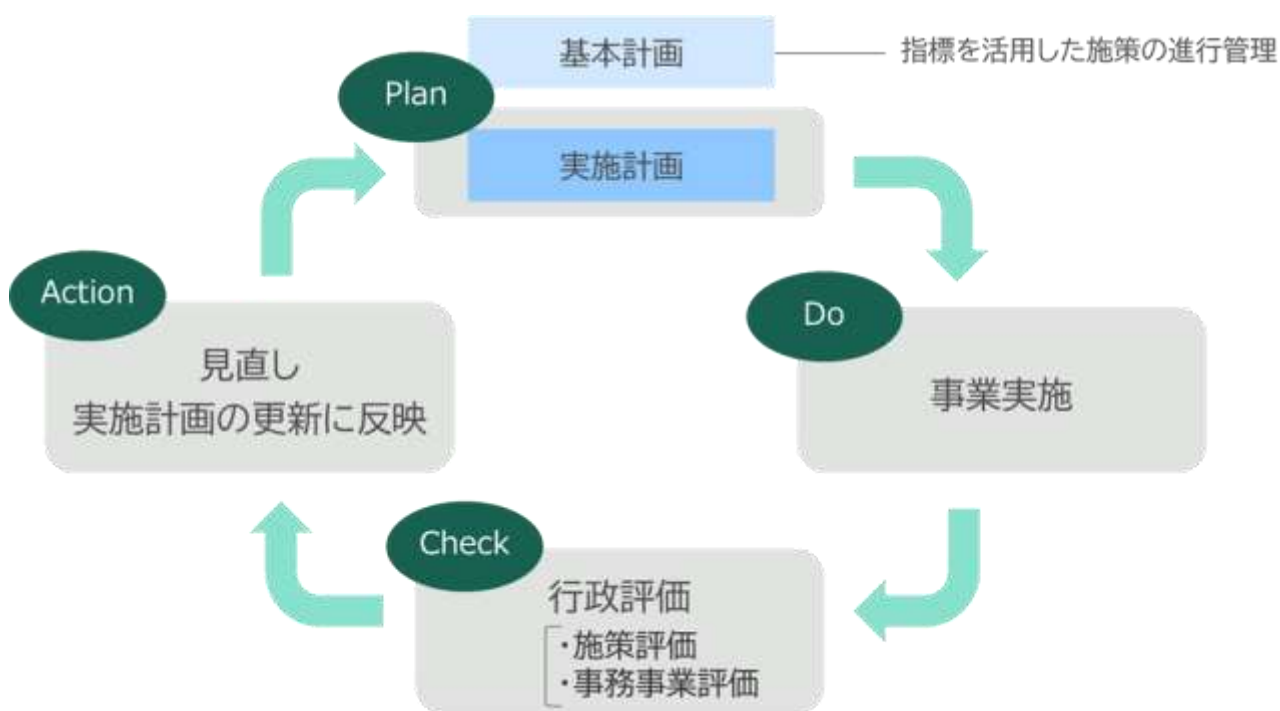 基本計画
指標を活用した施策の進行管理
Plan
実施計画
Do
事業実施
Check
行政評価
・施策評価
・事務事業評価
Action
見直し
実施計画の更新に反映